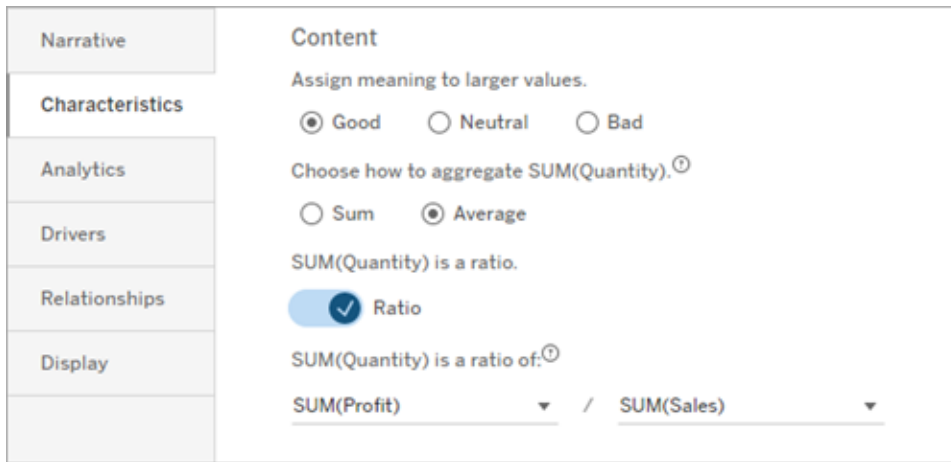 Narrative
Characteristics
Analytics
Drivers
Relationships
Display
Content
Assign meaning to larger values.
Good Neutral Bad
Choose how to aggregate SUM(Quantity).
Sum Average
SUM(Quantity) is a ratio.
Ratio
SUM(Quantity) is a ratio of:
SUM(Profit) / SUM(Sales)